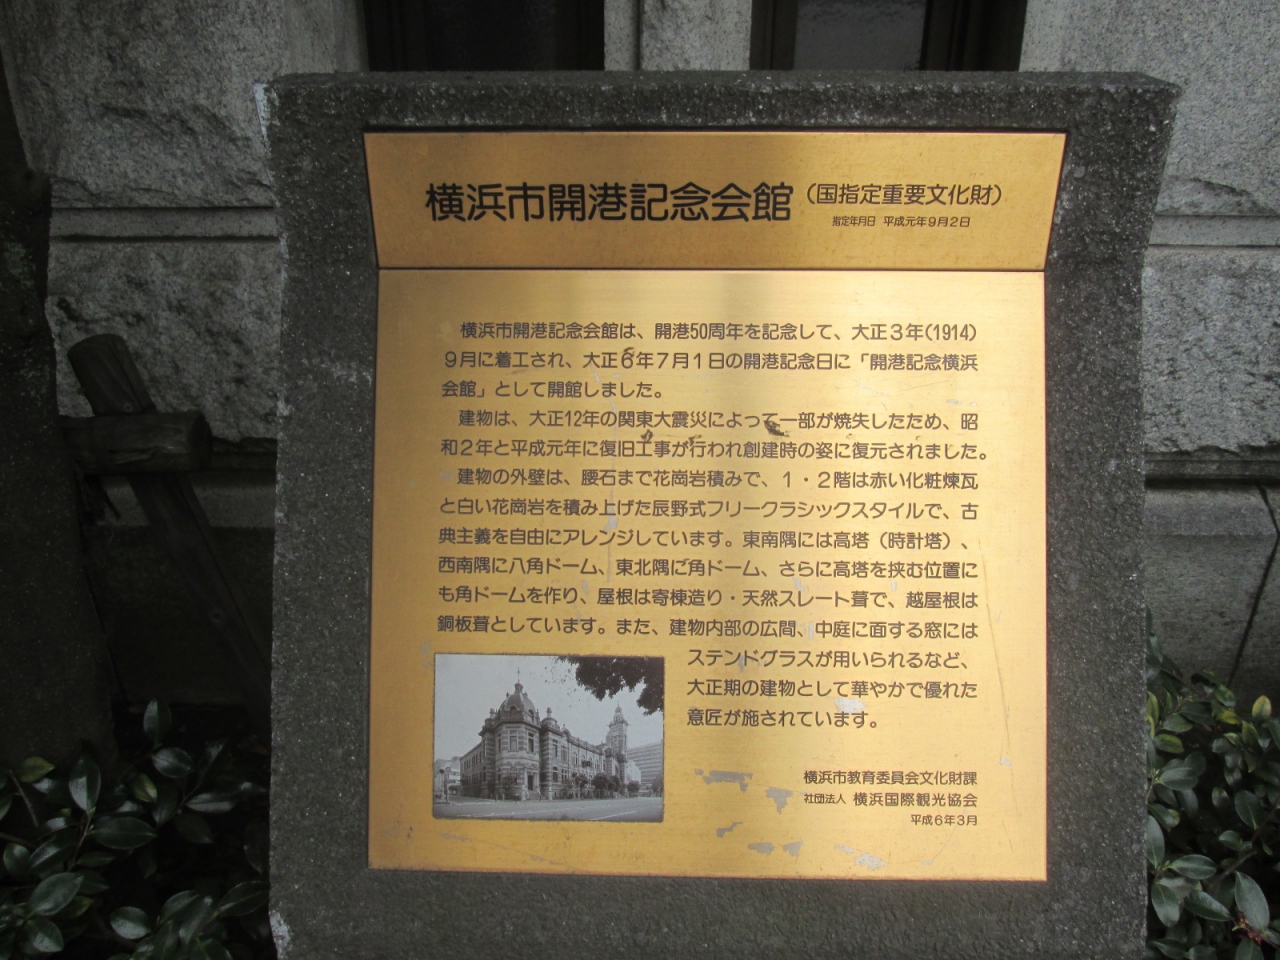 横浜市開港記念会館（国指定重要文化財）
指定年月日 平成元年9月2日
横浜市開港記念会館は、開港50周年を記念して、大正3年(1914)
9月に着工され、大正6年7月1日の開港記念日に「開港記念横浜
会館」として開館しました。
建物は、大正12年の関東大震災によって一部が焼失したため、昭
和2年と平成元年に復旧工事が行われ創建時の姿に復元されました。
建物の外壁は、腰石まで花崗岩積みで、1・2階は赤い化粧煉瓦
と白い花崗岩を積み上げた辰野式フリークラシックスタイルで、古
典主義を自由にアレンジしています。東南隅には高塔（時計塔）、
西南隅に八角ドーム、東北隅に角ドーム、さらに高塔を挟む位置に
も角ドームを作り、屋根は寄棟造り・天然スレート葺で、越屋根は
銅板葺としています。また、建物内部の広間、中庭に面する窓には
ステンドグラスが用いられるなど、
大正期の建物として華やかで優れた
意匠が施されています。
横浜市教育委員会文化財課
社団法人 横浜国際観光協会
平成6年3月